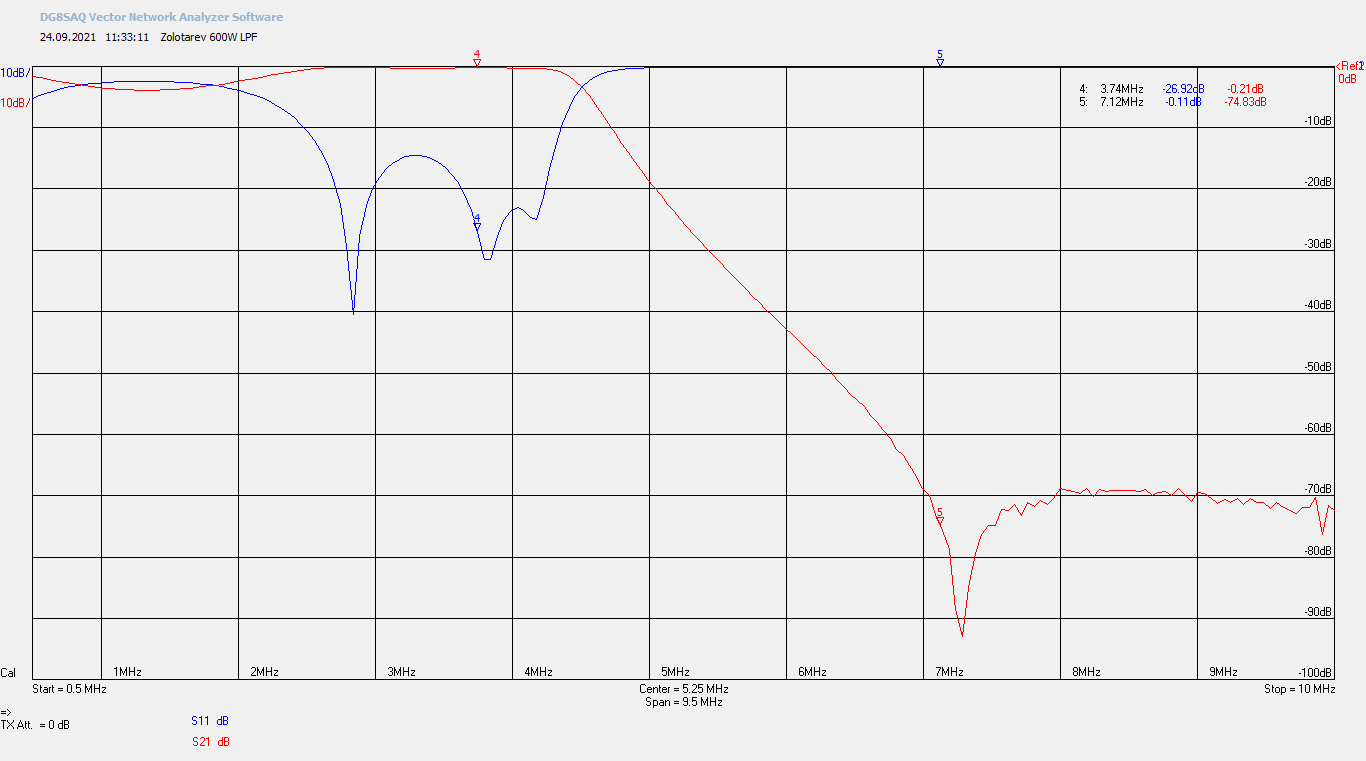 DG8SAQ Vector Network Analyzer Software
24.09.2021 11:33:11 Zolotarev 600W LPF
4 5
10dB/ <Ref1
0dB
10dB/
4: 3.74MHz -26.92dB -0.21dB
5: 7.12MHz -0.11dB -74.83dB
-10dB
-20dB
4
-30dB
-40dB
-50dB
-60dB
-70dB
5
-80dB
-90dB
Cal 1MHz 2MHz 3MHz 4MHz 5MHz 6MHz 7MHz 8MHz 9MHz -100dB
Start = 0.5 MHz Center = 5.25 MHz Stop = 10 MHz
Span = 9.5 MHz
=>
TX Att. = 0 dB
S11 dB
S21 dB